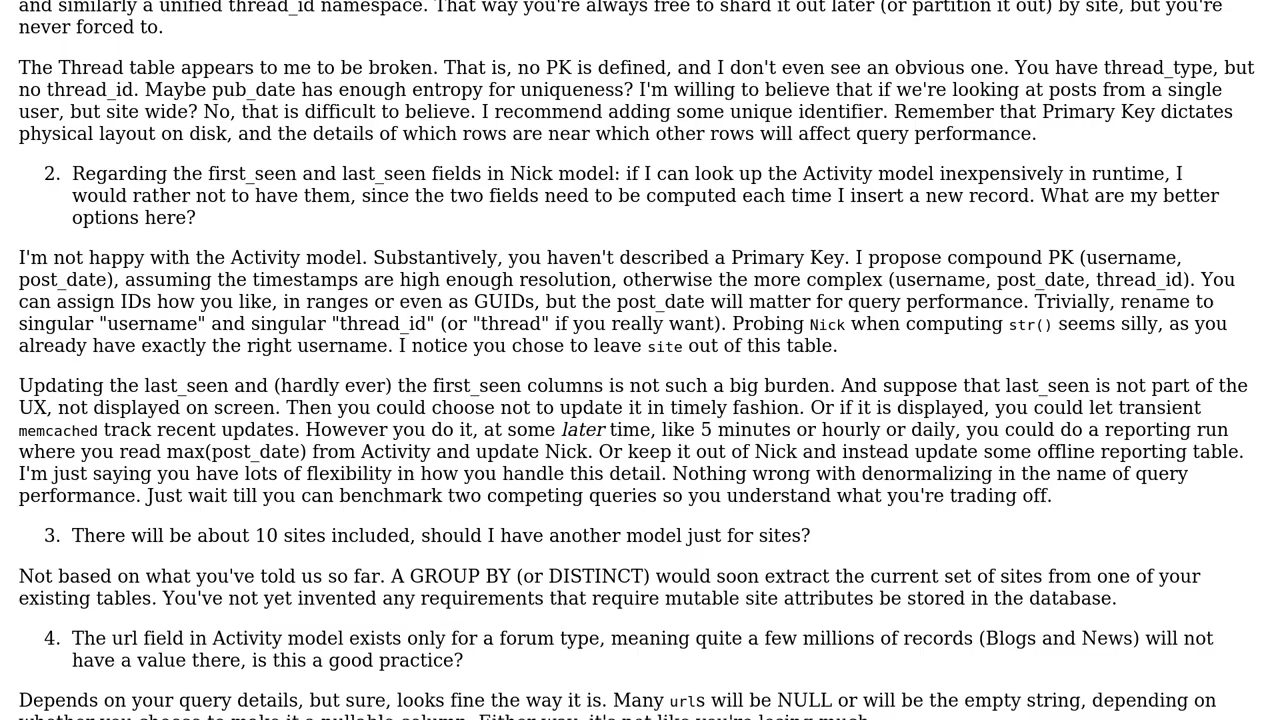 and similarly a unified thread_id namespace. That way you're always free to shard it out later (or partition it out) by site, but you're
never forced to.
The Thread table appears to me to be broken. That is, no PK is defined, and I don't even see an obvious one. You have thread_type, but
no thread_id. Maybe pub_date has enough entropy for uniqueness? I'm willing to believe that if we're looking at posts from a single
user, but site wide? No, that is difficult to believe. I recommend adding some unique identifier. Remember that Primary Key dictates
physical layout on disk, and the details of which rows are near which other rows will affect query performance.
2. Regarding the first_seen and last_seen fields in Nick model: if I can look up the Activity model inexpensively in runtime, I
would rather not to have them, since the two fields need to be computed each time I insert a new record. What are my better
options here?
I'm not happy with the Activity model. Substantively, you haven't described a Primary Key. I propose compound PK (username,
post_date), assuming the timestamps are high enough resolution, otherwise the more complex (username, post_date, thread_id). You
can assign IDs how you like, in ranges or even as GUIDs, but the post_date will matter for query performance. Trivially, rename to
singular "username" and singular "thread_id" (or "thread" if you really want). Probing Nick when computing str() seems silly, as you
already have exactly the right username. I notice you chose to leave site out of this table.
Updating the last_seen and (hardly ever) the first_seen columns is not such a big burden. And suppose that last_seen is not part of the
UX, not displayed on screen. Then you could choose not to update it in timely fashion. Or if it is displayed, you could let transient
memcached track recent updates. However you do it, at some later time, like 5 minutes or hourly or daily, you could do a reporting run
where you read max(post_date) from Activity and update Nick. Or keep it out of Nick and instead update some offline reporting table.
I'm just saying you have lots of flexibility in how you handle this detail. Nothing wrong with denormalizing in the name of query
performance. Just wait till you can benchmark two competing queries so you understand what you're trading off.
3. There will be about 10 sites included, should I have another model just for sites?
Not based on what you've told us so far. A GROUP BY (or DISTINCT) would soon extract the current set of sites from one of your
existing tables. You've not yet invented any requirements that require mutable site attributes be stored in the database.
4. The url field in Activity model exists only for a forum type, meaning quite a few millions of records (Blogs and News) will not
have a value there, is this a good practice?
Depends on your query details, but sure, looks fine the way it is. Many urls will be NULL or will be the empty string, depending on
whether you choose to make it a nullable column. Either way, it's not like you're losing much.